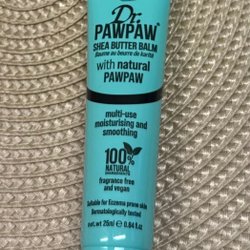 Dr.
PAWPAW
SHEA BUTTER BALM
Baume au beurre de karité
with natural
PAWPAW
multi-use
moisturising and
smoothing
100%
NATURAL
INGREDIENTS
fragrance free
and vegan
Suitable for Eczema prone skin
Dermatologically tested
net.wt 25ml ℮ 0.84 fl. oz